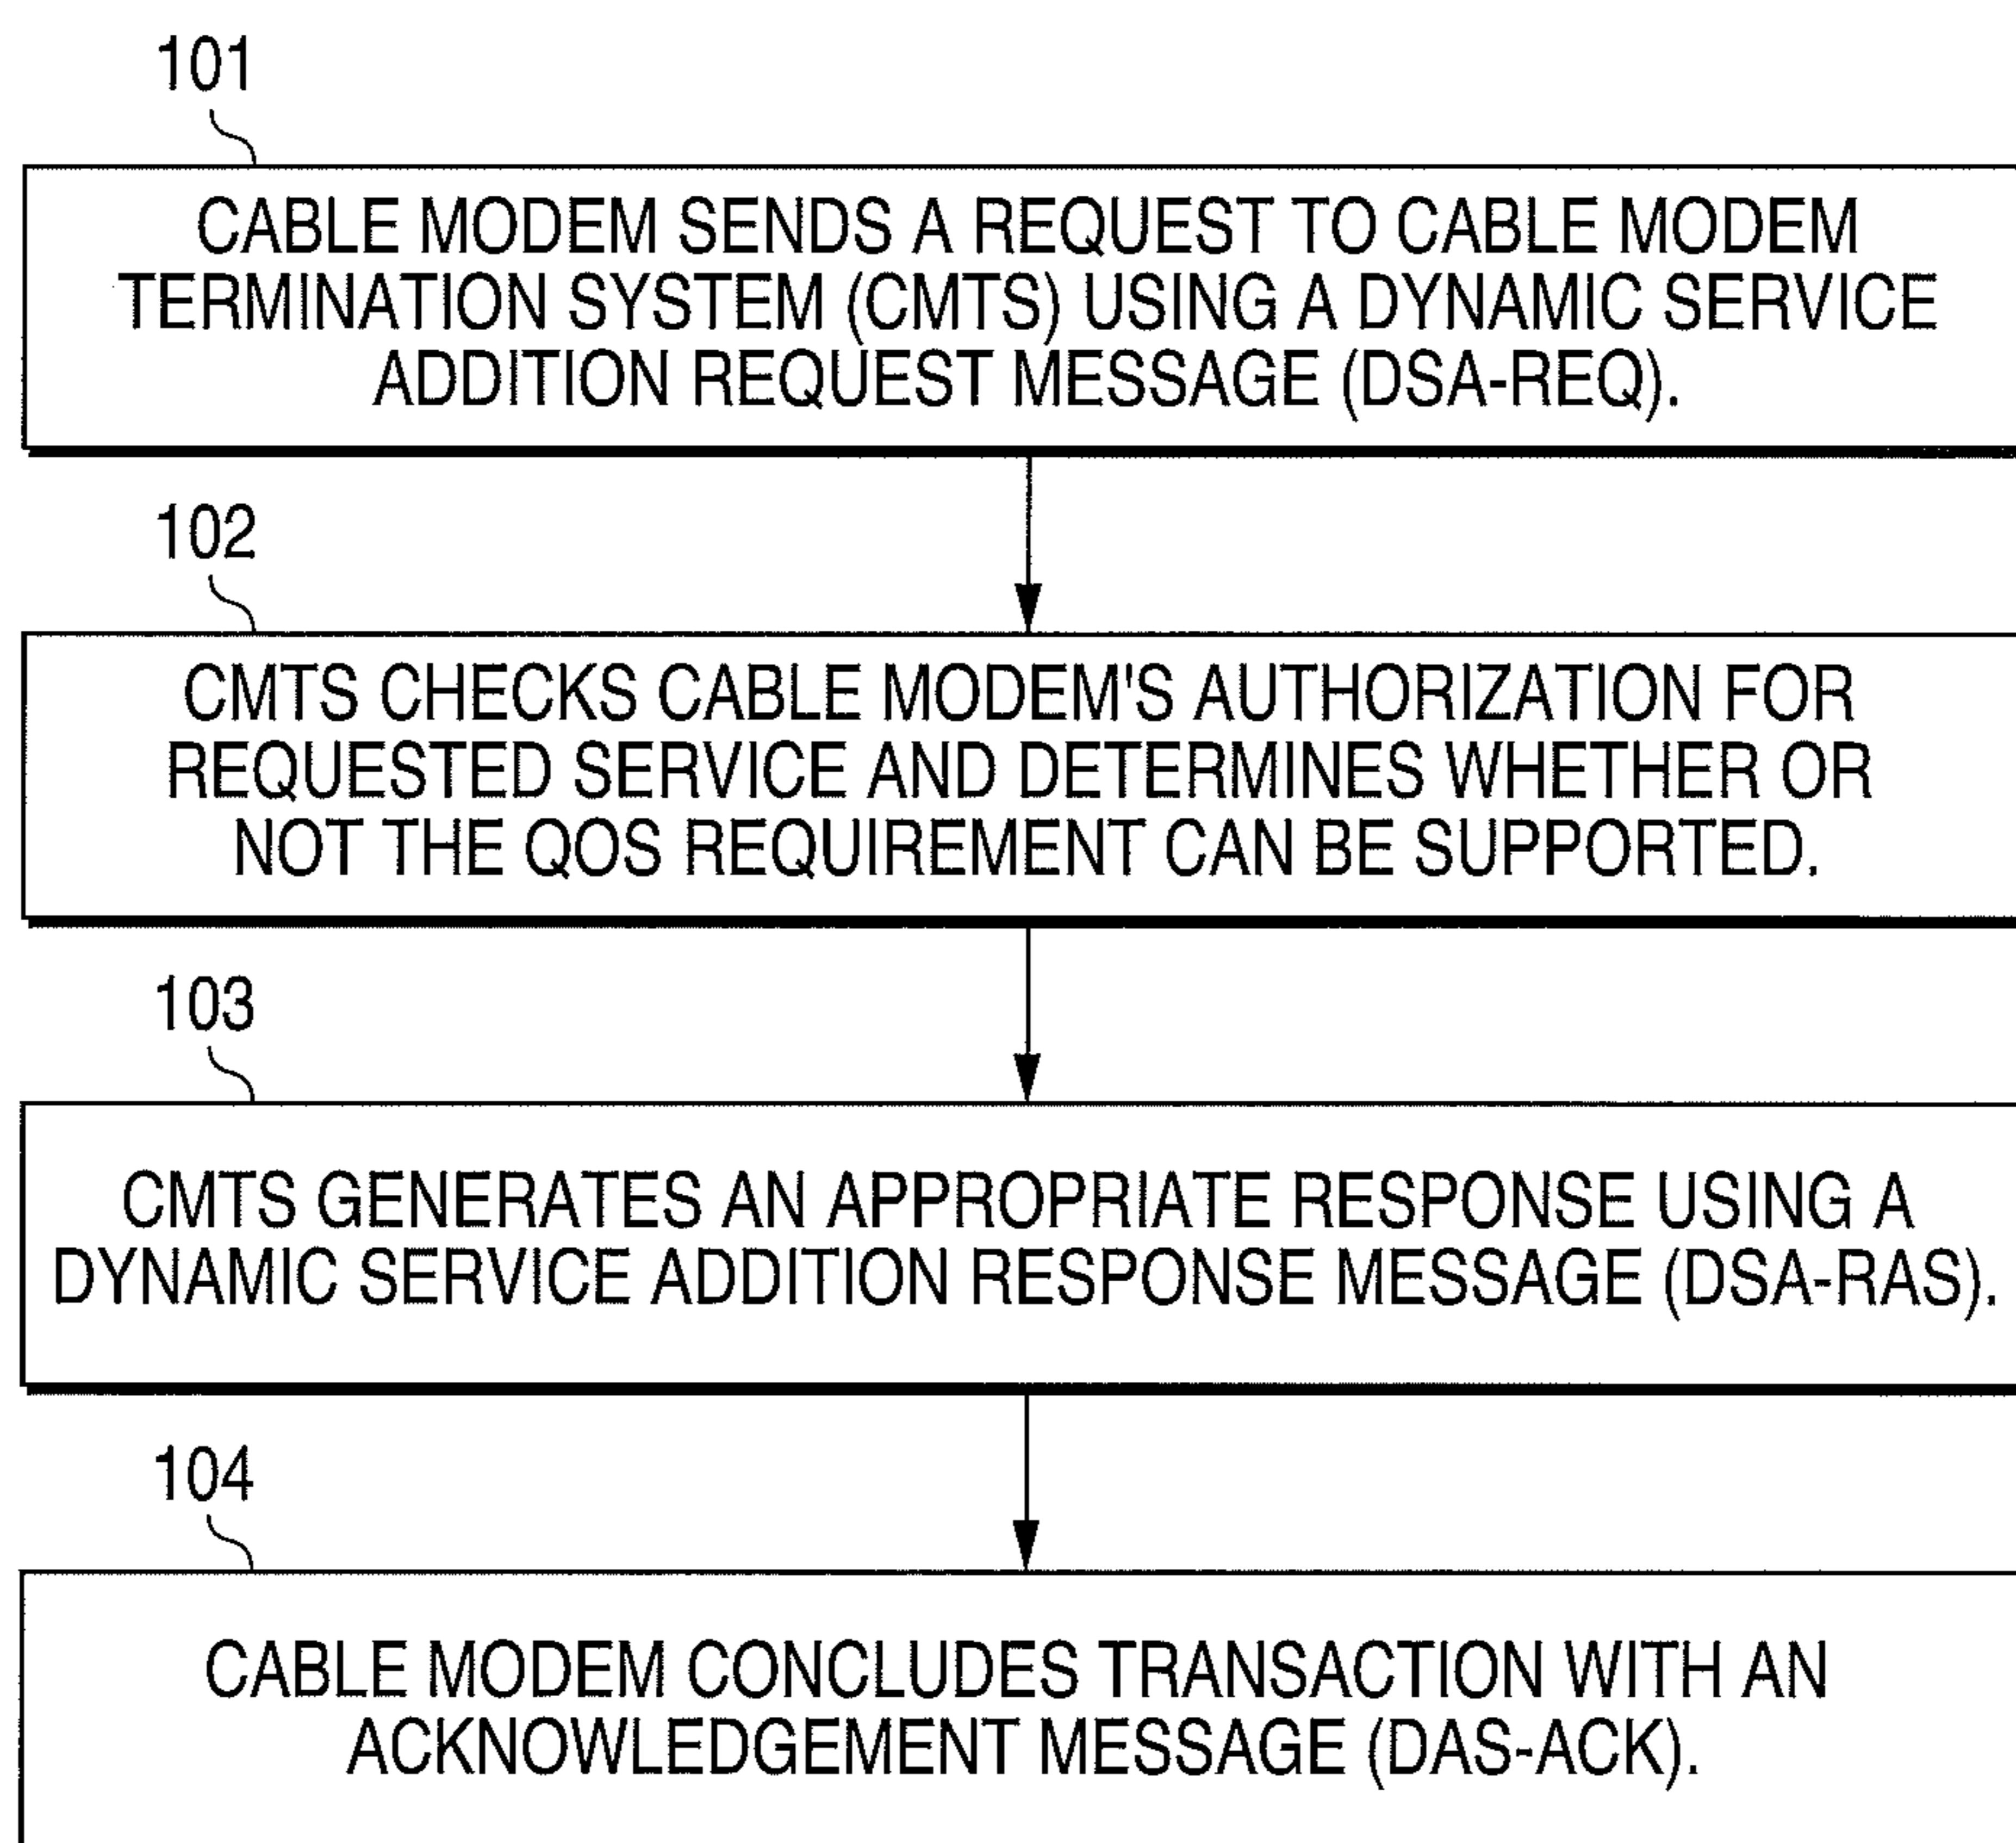 101
CABLE MODEM SENDS A REQUEST TO CABLE MODEM
TERMINATION SYSTEM (CMTS) USING A DYNAMIC SERVICE
ADDITION REQUEST MESSAGE (DSA-REQ).
102
CMTS CHECKS CABLE MODEM'S AUTHORIZATION FOR
REQUESTED SERVICE AND DETERMINES WHETHER OR
NOT THE QOS REQUIREMENT CAN BE SUPPORTED.
103
CMTS GENERATES AN APPROPRIATE RESPONSE USING A
DYNAMIC SERVICE ADDITION RESPONSE MESSAGE (DSA-RAS).
104
CABLE MODEM CONCLUDES TRANSACTION WITH AN
ACKNOWLEDGEMENT MESSAGE (DAS-ACK).